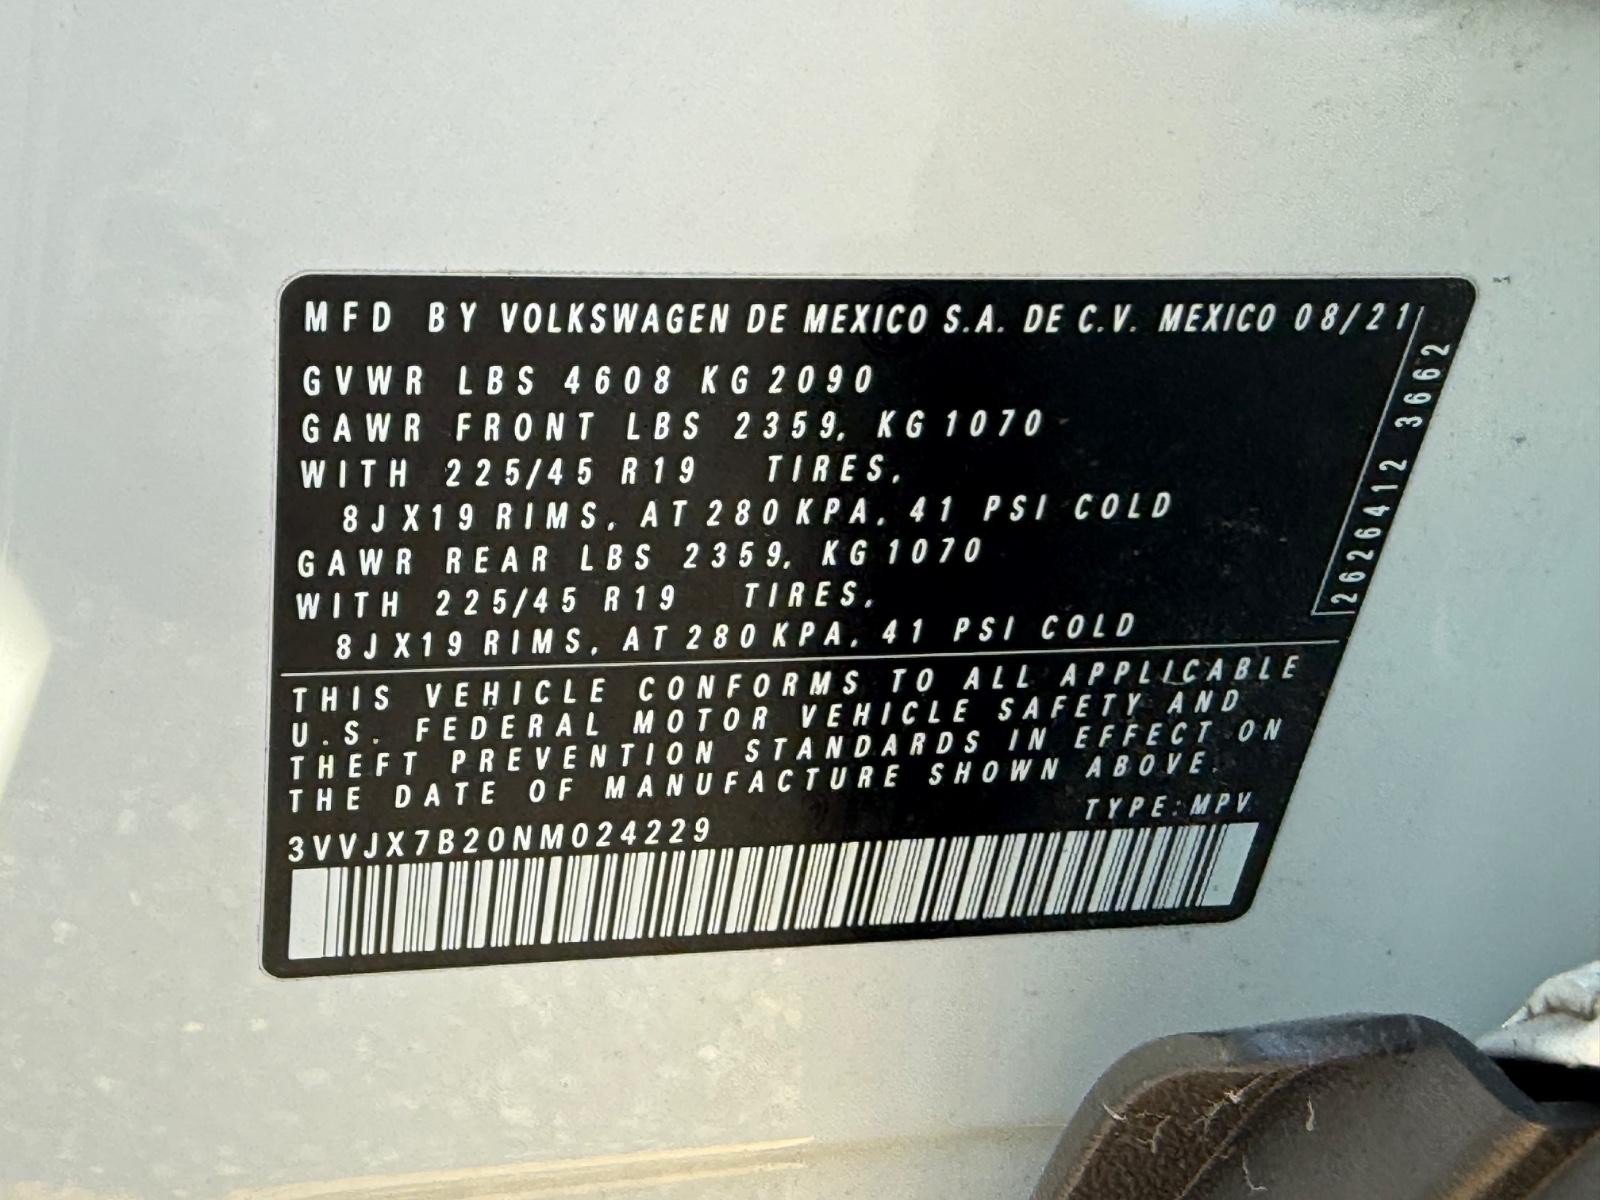 MFD BY VOLKSWAGEN DE MEXICO S.A. DE C.V. MEXICO 08/21
GVWR LBS 4608 KG 2090
GAWR FRONT LBS 2359, KG 1070
WITH 225/45 R19 TIRES,
8JX19 RIMS, AT 280 KPA, 41 PSI COLD
GAWR REAR LBS 2359, KG 1070
WITH 225/45 R19 TIRES,
8JX19 RIMS, AT 280 KPA, 41 PSI COLD
2626412 3662
THIS VEHICLE CONFORMS TO ALL APPLICABLE
U.S. FEDERAL MOTOR VEHICLE SAFETY AND
THEFT PREVENTION STANDARDS IN EFFECT ON
THE DATE OF MANUFACTURE SHOWN ABOVE.
TYPE: MPV
3VVJX7B20NM024229